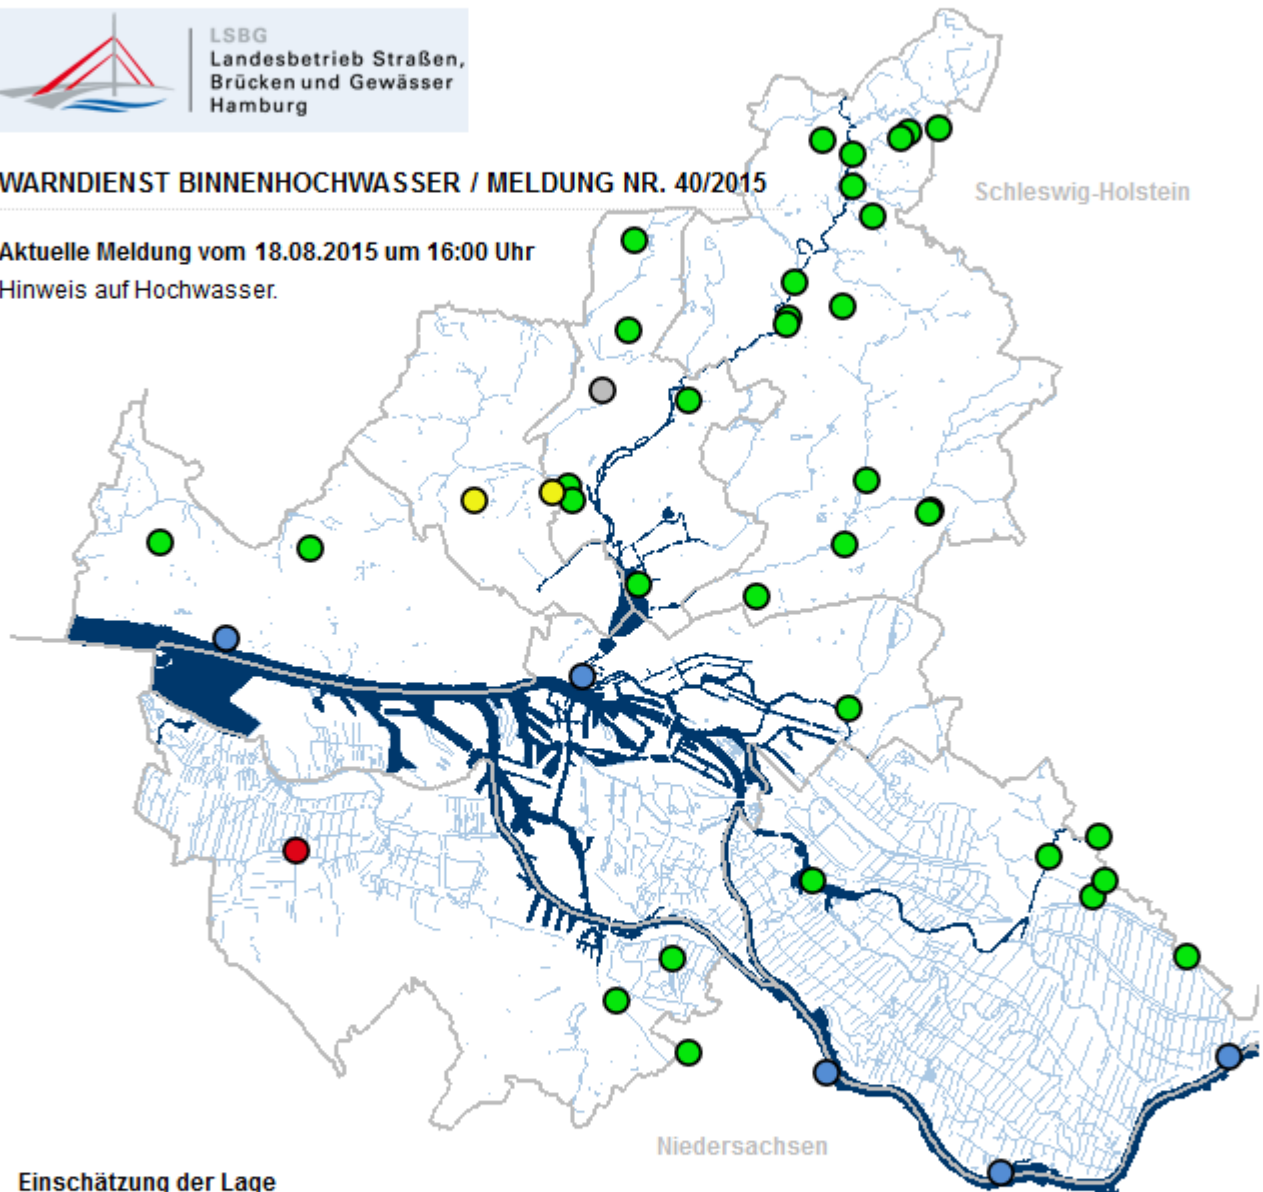 LSBG
Landesbetrieb Straßen,
Brücken und Gewässer
Hamburg
WARNDIENST BINNENHOCHWASSER / MELDUNG NR. 40/2015
Schleswig-Holstein
Aktuelle Meldung vom 18.08.2015 um 16:00 Uhr
Hinweis auf Hochwasser.
Niedersachsen
Einschätzung der Lage